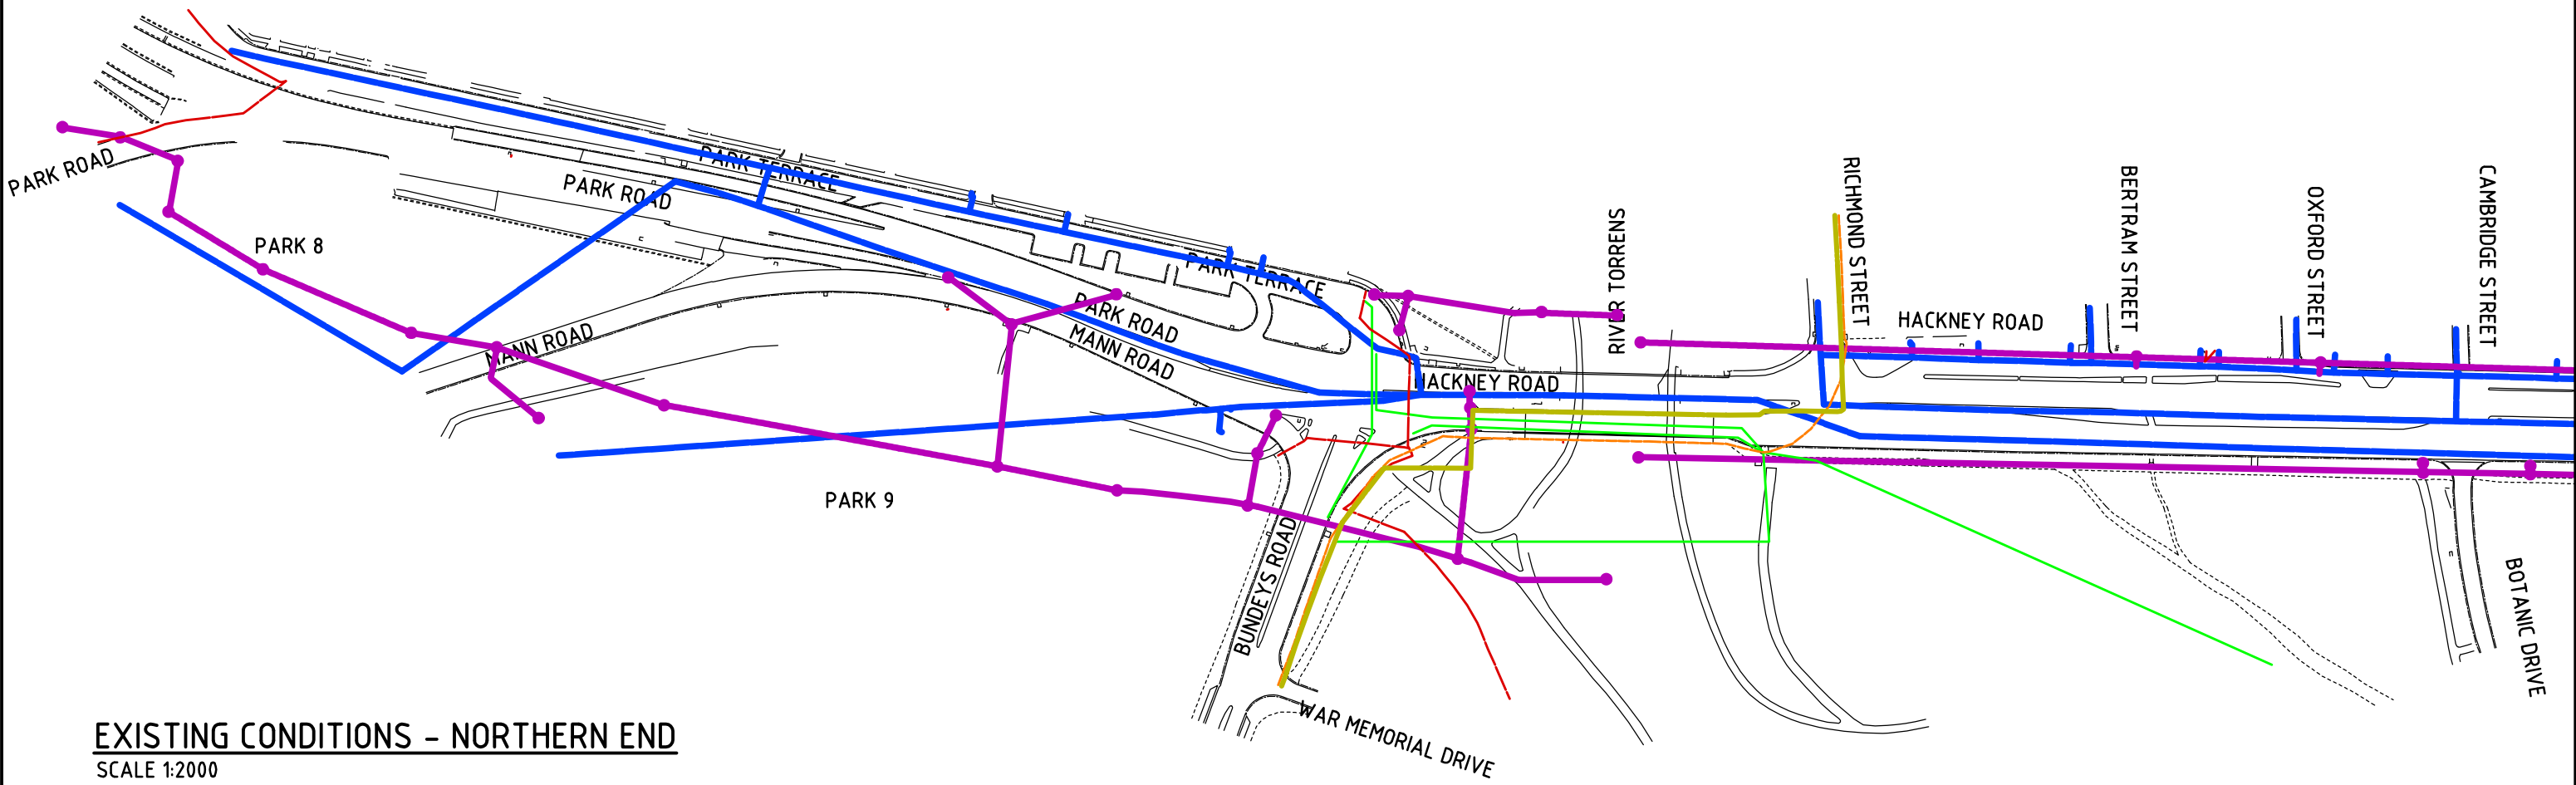 PARK ROAD
PARK 8
PARK ROAD
PARK TERRACE
MANN ROAD
PARK ROAD
MANN ROAD
PARK TERRACE
HACKNEY ROAD
RIVER TORRENS
RICHMOND STREET
HACKNEY ROAD
BERTRAM STREET
OXFORD STREET
CAMBRIDGE STREET
PARK 9
BUNDEYS ROAD
WAR MEMORIAL DRIVE
BOTANIC DRIVE
EXISTING CONDITIONS - NORTHERN END
SCALE 1:2000